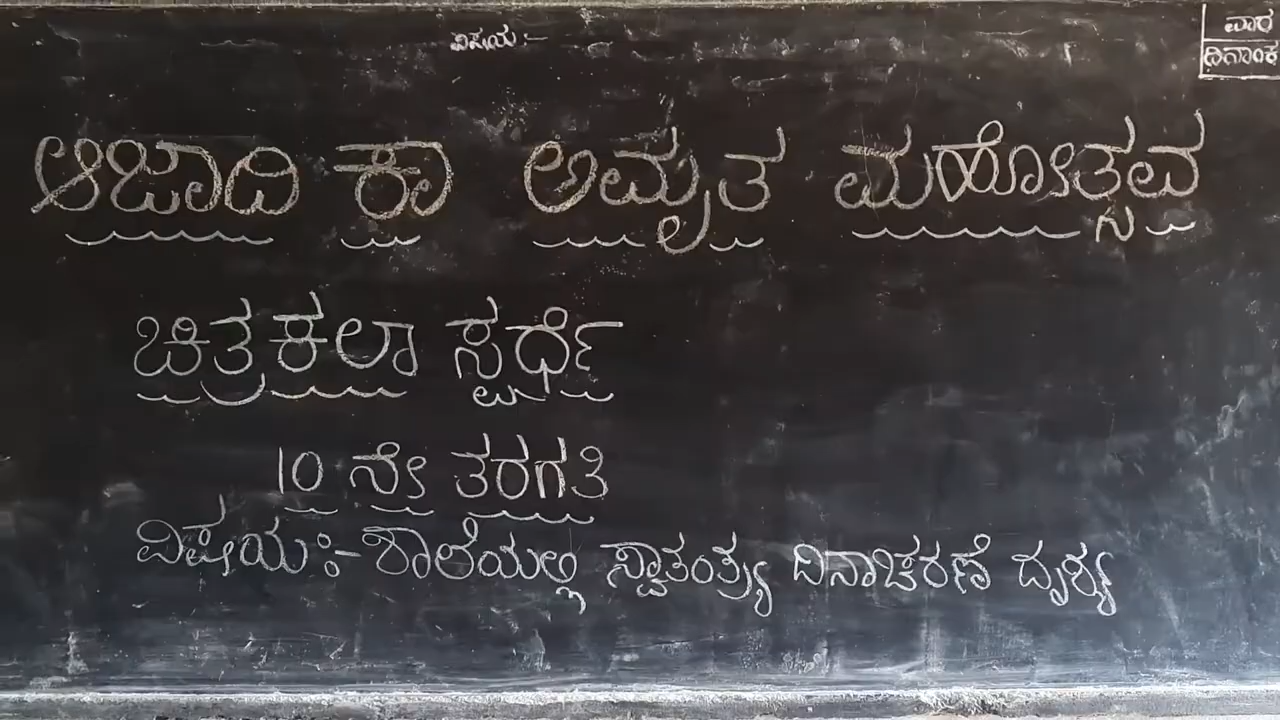 ವಿಷಯ :-
ವಾರ
ದಿನಾಂಕ
ಆಜಾದಿ ಕಾ ಅಮೃತ ಮಹೋತ್ಸವ
ಚಿತ್ರಕಲಾ ಸ್ಪರ್ಧೆ
10 ನೇ ತರಗತಿ
ವಿಷಯ:- ಶಾಲೆಯಲ್ಲಿ ಸ್ವಾತಂತ್ರ್ಯ ದಿನಾಚರಣೆ ದೃಶ್ಯ